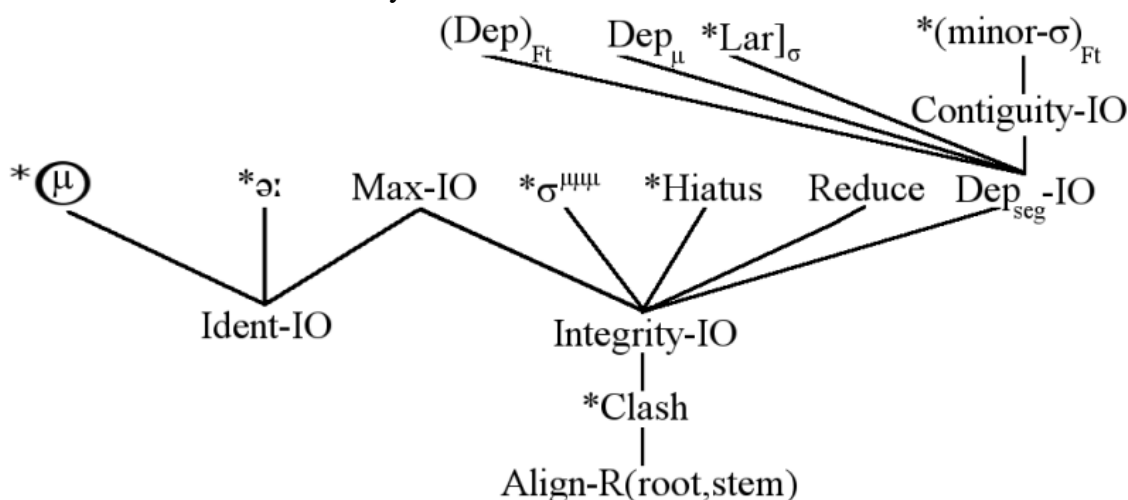 (Dep)Ft Depμ *Lar]σ *(minor-σ)Ft
Contiguity-IO
*μ *əː Max-IO *σμμμ *Hiatus Reduce Depseg-IO
Ident-IO Integrity-IO
*Clash
Align-R(root,stem)